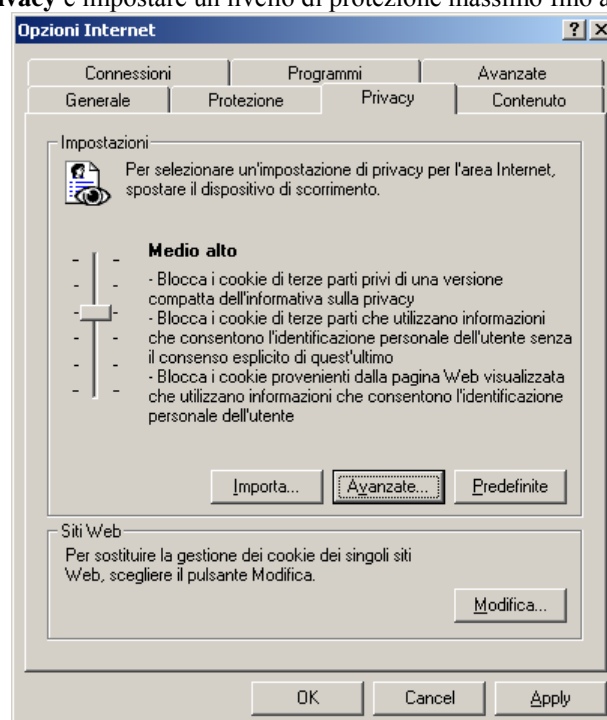 ivacy e impostare un livello di protezione massimo fino a
Opzioni Internet
Connessioni Programmi Avanzate
Generale Protezione Privacy Contenuto
Impostazioni
Per selezionare un'impostazione di privacy per l'area Internet,
spostare il dispositivo di scorrimento.
Medio alto
- Blocca i cookie di terze parti privi di una versione
compatta dell'informativa sulla privacy
- Blocca i cookie di terze parti che utilizzano informazioni
che consentono l'identificazione personale dell'utente senza
il consenso esplicito di quest'ultimo
- Blocca i cookie provenienti dalla pagina Web visualizzata
che utilizzano informazioni che consentono l'identificazione
personale dell'utente
Importa... Avanzate... Predefinite
Siti Web
Per sostituire la gestione dei cookie dei singoli siti
Web, scegliere il pulsante Modifica.
Modifica...
OK Cancel Apply